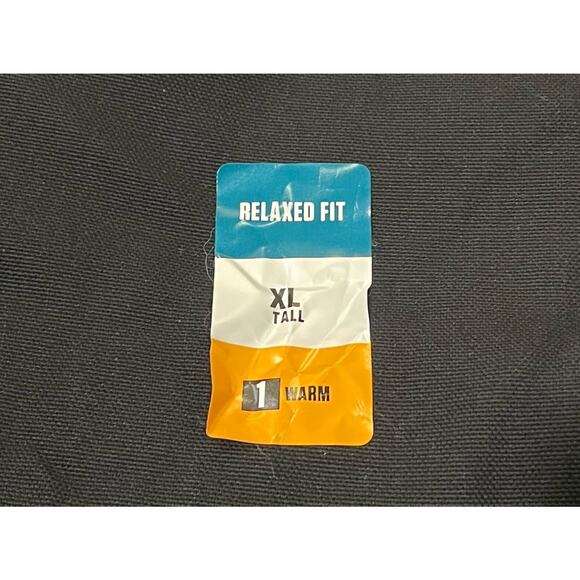 RELAXED FIT
XL
TALL
1 WARM